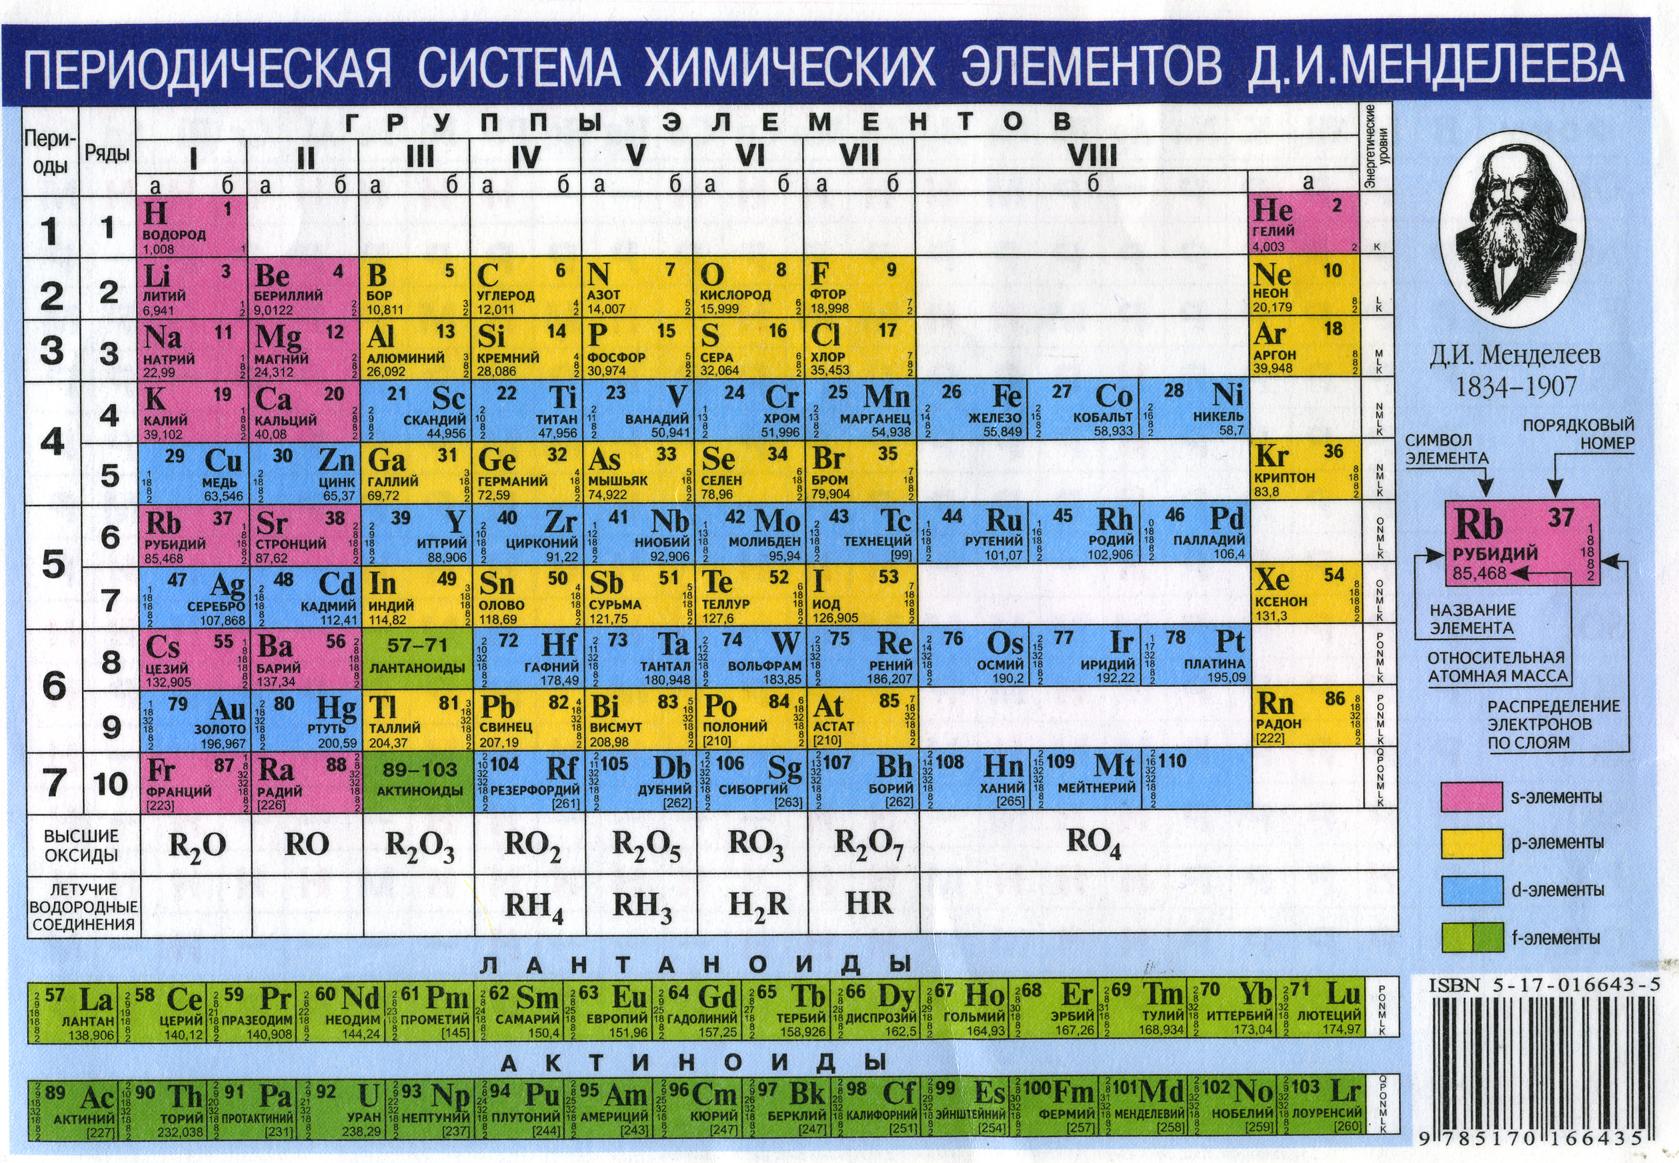 ПЕРИОДИЧЕСКАЯ СИСТЕМА ХИМИЧЕСКИХ ЭЛЕМЕНТОВ Д.И.МЕНДЕЛЕЕВА
Пери-
оды
Ряды
ГРУППЫ ЭЛЕМЕНТОВ
Энергетические уровни
I II III IV V VI VII VIII
а б а б а б а б а б а б а б б а
1 1
H 1 ВОДОРОД 1,008
He 2 ГЕЛИЙ 4,003
K
2 2
Li 3 ЛИТИЙ 6,941
Be 4 БЕРИЛЛИЙ 9,0122
B 5 БОР 10,811
C 6 УГЛЕРОД 12,011
N 7 АЗОТ 14,007
O 8 КИСЛОРОД 15,999
F 9 ФТОР 18,998
Ne 10 НЕОН 20,179
L K
3 3
Na 11 НАТРИЙ 22,99
Mg 12 МАГНИЙ 24,312
Al 13 АЛЮМИНИЙ 26,092
Si 14 КРЕМНИЙ 28,086
P 15 ФОСФОР 30,974
S 16 СЕРА 32,064
Cl 17 ХЛОР 35,453
Ar 18 АРГОН 39,948
M L K
4 4
K 19 КАЛИЙ 39,102
Ca 20 КАЛЬЦИЙ 40,08
21 Sc СКАНДИЙ 44,956
22 Ti ТИТАН 47,956
23 V ВАНАДИЙ 50,941
24 Cr ХРОМ 51,996
25 Mn МАРГАНЕЦ 54,938
26 Fe ЖЕЛЕЗО 55,849
27 Co КОБАЛЬТ 58,933
28 Ni НИКЕЛЬ 58,7
N M L K
5
29 Cu МЕДЬ 63,546
30 Zn ЦИНК 65,37
Ga 31 ГАЛЛИЙ 69,72
Ge 32 ГЕРМАНИЙ 72,59
As 33 МЫШЬЯК 74,922
Se 34 СЕЛЕН 78,96
Br 35 БРОМ 79,904
Kr 36 КРИПТОН 83,8
N M L K
5 6
Rb 37 РУБИДИЙ 85,468
Sr 38 СТРОНЦИЙ 87,62
39 Y ИТТРИЙ 88,906
40 Zr ЦИРКОНИЙ 91,22
41 Nb НИОБИЙ 92,906
42 Mo МОЛИБДЕН 95,94
43 Tc ТЕХНЕЦИЙ [99]
44 Ru РУТЕНИЙ 101,07
45 Rh РОДИЙ 102,906
46 Pd ПАЛЛАДИЙ 106,4
O N M L K
7
47 Ag СЕРЕБРО 107,868
48 Cd КАДМИЙ 112,41
In 49 ИНДИЙ 114,82
Sn 50 ОЛОВО 118,69
Sb 51 СУРЬМА 121,75
Te 52 ТЕЛЛУР 127,6
I 53 ИОД 126,905
Xe 54 КСЕНОН 131,3
O N M L K
6 8
Cs 55 ЦЕЗИЙ 132,905
Ba 56 БАРИЙ 137,34
57–71 ЛАНТАНОИДЫ
72 Hf ГАФНИЙ 178,49
73 Ta ТАНТАЛ 180,948
74 W ВОЛЬФРАМ 183,85
75 Re РЕНИЙ 186,207
76 Os ОСМИЙ 190,2
77 Ir ИРИДИЙ 192,22
78 Pt ПЛАТИНА 195,09
P O N M L K
9
79 Au ЗОЛОТО 196,967
80 Hg РТУТЬ 200,59
Tl 81 ТАЛЛИЙ 204,37
Pb 82 СВИНЕЦ 207,19
Bi 83 ВИСМУТ 208,98
Po 84 ПОЛОНИЙ [210]
At 85 АСТАТ [210]
Rn 86 РАДОН [222]
P O N M L K
7 10
Fr 87 ФРАНЦИЙ [223]
Ra 88 РАДИЙ [226]
89–103 АКТИНОИДЫ
104 Rf РЕЗЕРФОРДИЙ [261]
105 Db ДУБНИЙ [262]
106 Sg СИБОРГИЙ [263]
107 Bh БОРИЙ [262]
108 Hn ХАНИЙ [265]
109 Mt МЕЙТНЕРИЙ
110
Q P O N M L K
ВЫСШИЕ
ОКСИДЫ
R₂O RO R₂O₃ RO₂ R₂O₅ RO₃ R₂O₇ RO₄
ЛЕТУЧИЕ
ВОДОРОДНЫЕ
СОЕДИНЕНИЯ
RH₄ RH₃ H₂R HR
ЛАНТАНОИДЫ
57 La ЛАНТАН 138,906
58 Ce ЦЕРИЙ 140,12
59 Pr ПРАЗЕОДИМ 140,908
60 Nd НЕОДИМ 144,24
61 Pm ПРОМЕТИЙ [145]
62 Sm САМАРИЙ 150,4
63 Eu ЕВРОПИЙ 151,96
64 Gd ГАДОЛИНИЙ 157,25
65 Tb ТЕРБИЙ 158,926
66 Dy ДИСПРОЗИЙ 162,5
67 Ho ГОЛЬМИЙ 164,93
68 Er ЭРБИЙ 167,26
69 Tm ТУЛИЙ 168,934
70 Yb ИТТЕРБИЙ 173,04
71 Lu ЛЮТЕЦИЙ 174,97
P O N M L K
АКТИНОИДЫ
89 Ac АКТИНИЙ [227]
90 Th ТОРИЙ 232,038
91 Pa ПРОТАКТИНИЙ [231]
92 U УРАН 238,29
93 Np НЕПТУНИЙ [237]
94 Pu ПЛУТОНИЙ [244]
95 Am АМЕРИЦИЙ [243]
96 Cm КЮРИЙ [247]
97 Bk БЕРКЛИЙ [247]
98 Cf КАЛИФОРНИЙ [251]
99 Es ЭЙНШТЕЙНИЙ [254]
100 Fm ФЕРМИЙ [257]
101 Md МЕНДЕЛЕВИЙ [258]
102 No НОБЕЛИЙ [259]
103 Lr ЛОУРЕНСИЙ [260]
Q P O N M L K
Д.И. Менделеев
1834–1907
ПОРЯДКОВЫЙ
НОМЕР
СИМВОЛ
ЭЛЕМЕНТА
Rb 37
РУБИДИЙ
85,468
1
8
18
8
2
НАЗВАНИЕ
ЭЛЕМЕНТА
ОТНОСИТЕЛЬНАЯ
АТОМНАЯ МАССА
РАСПРЕДЕЛЕНИЕ
ЭЛЕКТРОНОВ
ПО СЛОЯМ
s-элементы
p-элементы
d-элементы
f-элементы
ISBN 5-17-016643-5
9 785170 166435